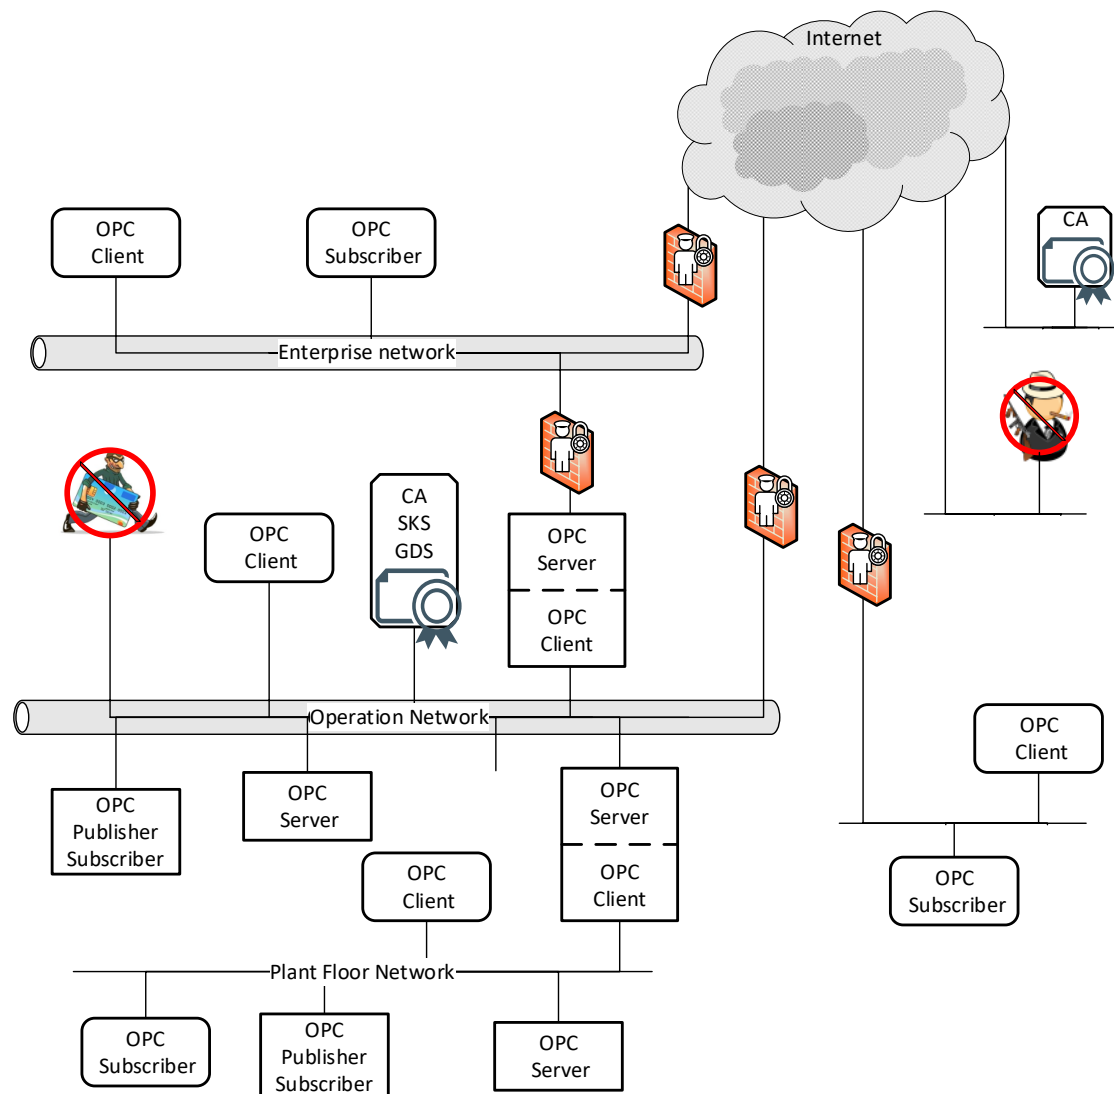 Internet
OPC
Client
OPC
Subscriber
CA
Enterprise network
CA
SKS
GDS
OPC
Client
OPC
Server
OPC
Client
Operation Network
OPC
Client
OPC
Publisher
Subscriber
OPC
Server
OPC
Server
OPC
Client
OPC
Client
OPC
Subscriber
Plant Floor Network
OPC
Subscriber
OPC
Publisher
Subscriber
OPC
Server